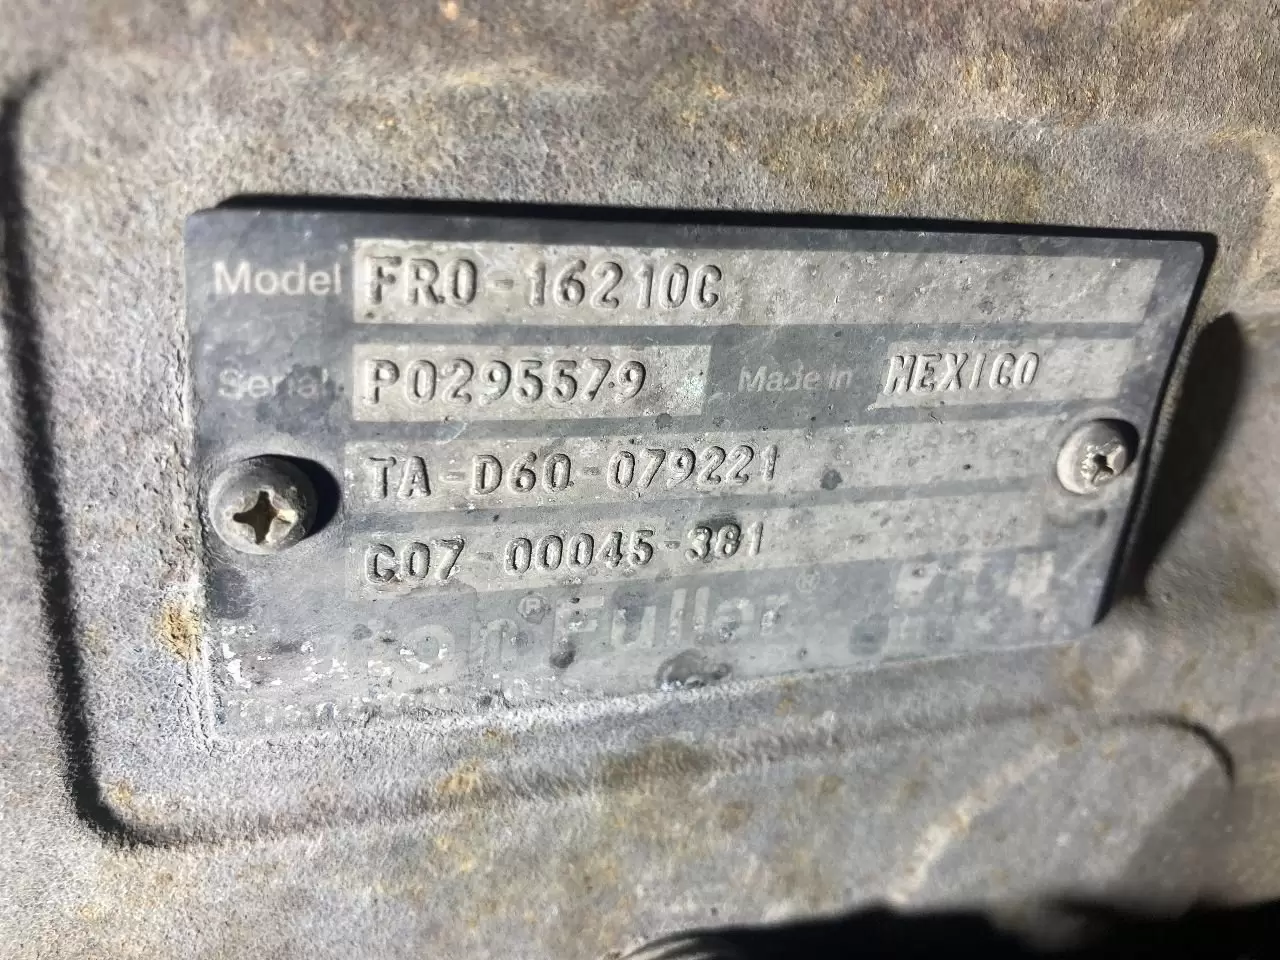 Model FRO-16210C
Serial P0295579 Made in MEXICO
TA-D60-079221
C07-00045-381
® Fuller ®